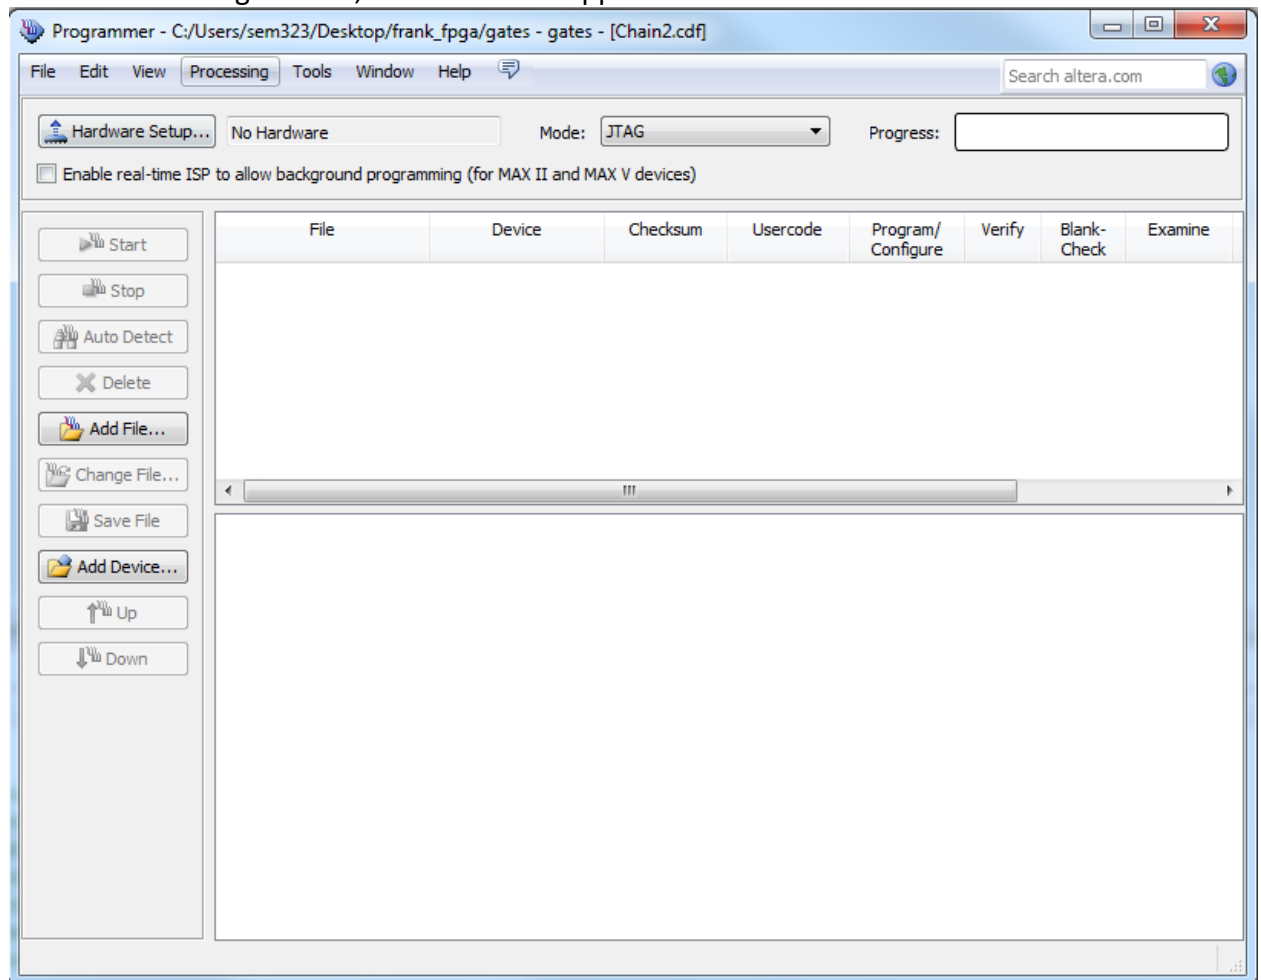 Programmer - C:/Users/sem323/Desktop/frank_fpga/gates - gates - [Chain2.cdf]
File Edit View Processing Tools Window Help
Search altera.com
Hardware Setup... No Hardware Mode: JTAG Progress:
Enable real-time ISP to allow background programming (for MAX II and MAX V devices)
File Device Checksum Usercode Program/ Verify Blank- Examine
Configure Check
Start
Stop
Auto Detect
Delete
Add File...
Change File...
Save File
Add Device...
Up
Down